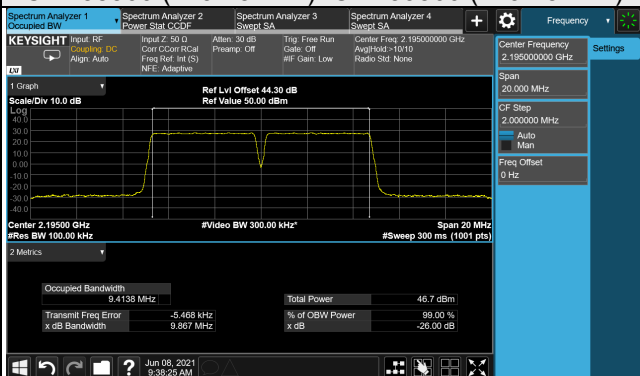 Spectrum Analyzer 1
Occupied BW
Spectrum Analyzer 2
Power Stat CCDF
Spectrum Analyzer 3
Swept SA
Spectrum Analyzer 4
Swept SA
Frequency
KEYSIGHT
Input: RF
Coupling: DC
Align: Auto
Input Z: 50 Ω
Corr CCorr RCal
Freq Ref: Int (S)
NFE: Adaptive
Atten: 30 dB
Preamp: Off
Trig: Free Run
Gate: Off
#IF Gain: Low
Center Freq: 2.195000000 GHz
Avg|Hold:>10/10
Radio Std: None
LXI
Center Frequency
2.195000000 GHz
Settings
Span
20.000 MHz
CF Step
2.000000 MHz
Auto
Man
Freq Offset
0 Hz
1 Graph
Scale/Div 10.0 dB
Ref Lvl Offset 44.30 dB
Ref Value 50.00 dBm
Log
40.0
30.0
20.0
10.0
0.00
-10.0
-20.0
-30.0
-40.0
Center 2.19500 GHz
#Res BW 100.00 kHz
#Video BW 300.00 kHz*
Span 20 MHz
#Sweep 300 ms (1001 pts)
2 Metrics
Occupied Bandwidth
9.4138 MHz
Total Power 46.7 dBm
Transmit Freq Error -5.468 kHz
% of OBW Power 99.00 %
x dB Bandwidth 9.867 MHz
x dB -26.00 dB
?
Jun 08, 2021
9:38:25 AM